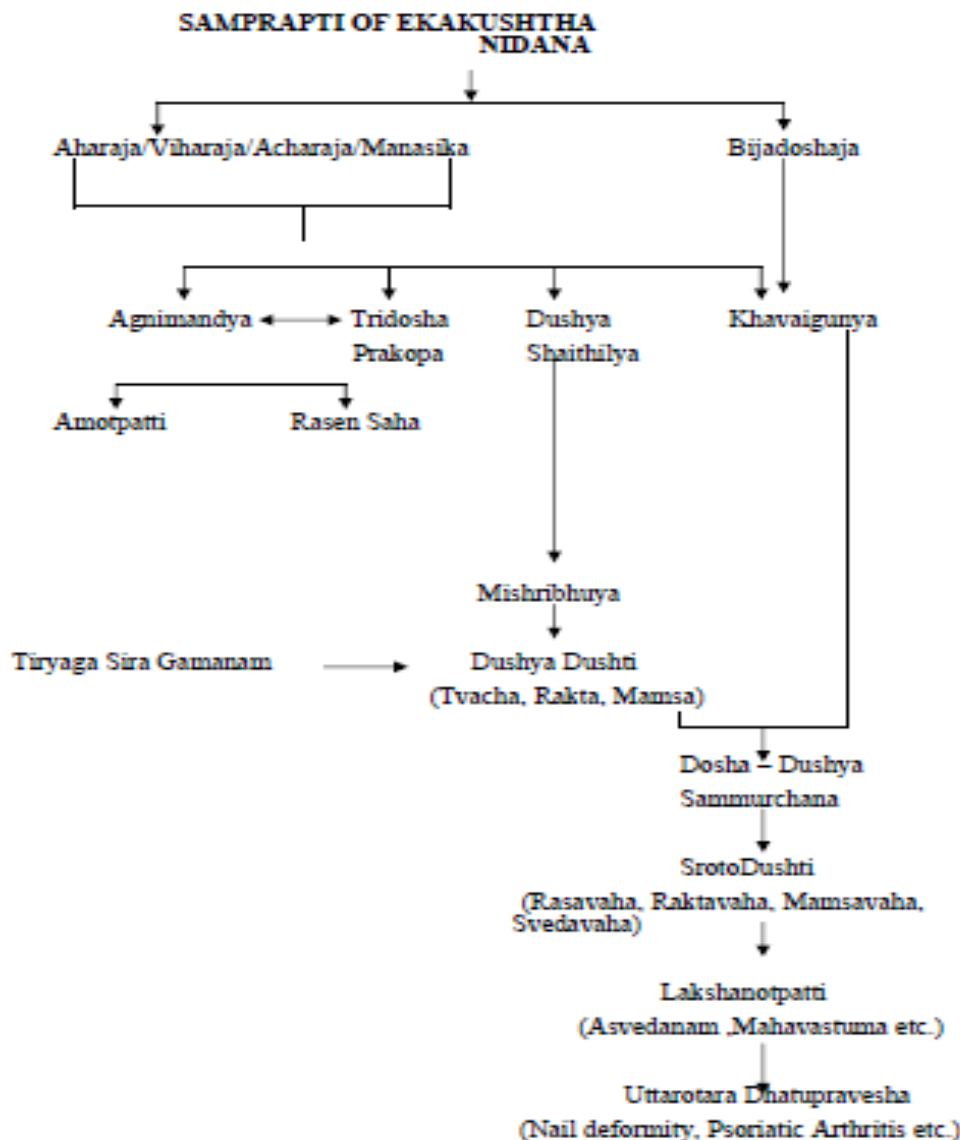 SAMPRAPTI OF EKAKUSHTHA
NIDANA
Aharaja/Viharaja/Acharaja/Manasika
Bijadoshaja
Agnimandya
Tridosha
Prakopa
Dushya
Shaithilya
Khavaigunya
Amotpatti
Rasen Saha
Mishribhuya
Tiryaga Sira Gamanam
Dushya Dushti
(Tvacha, Rakta, Mamsa)
Dosha – Dushya
Sammurchana
SrotoDushti
(Rasavaha, Raktavaha, Mamsavaha,
Svedavaha)
Lakshanotpatti
(Asvedanam ,Mahavastuma etc.)
Uttarotara Dhatupravesha
(Nail deformity, Psoriatic Arthritis etc.)